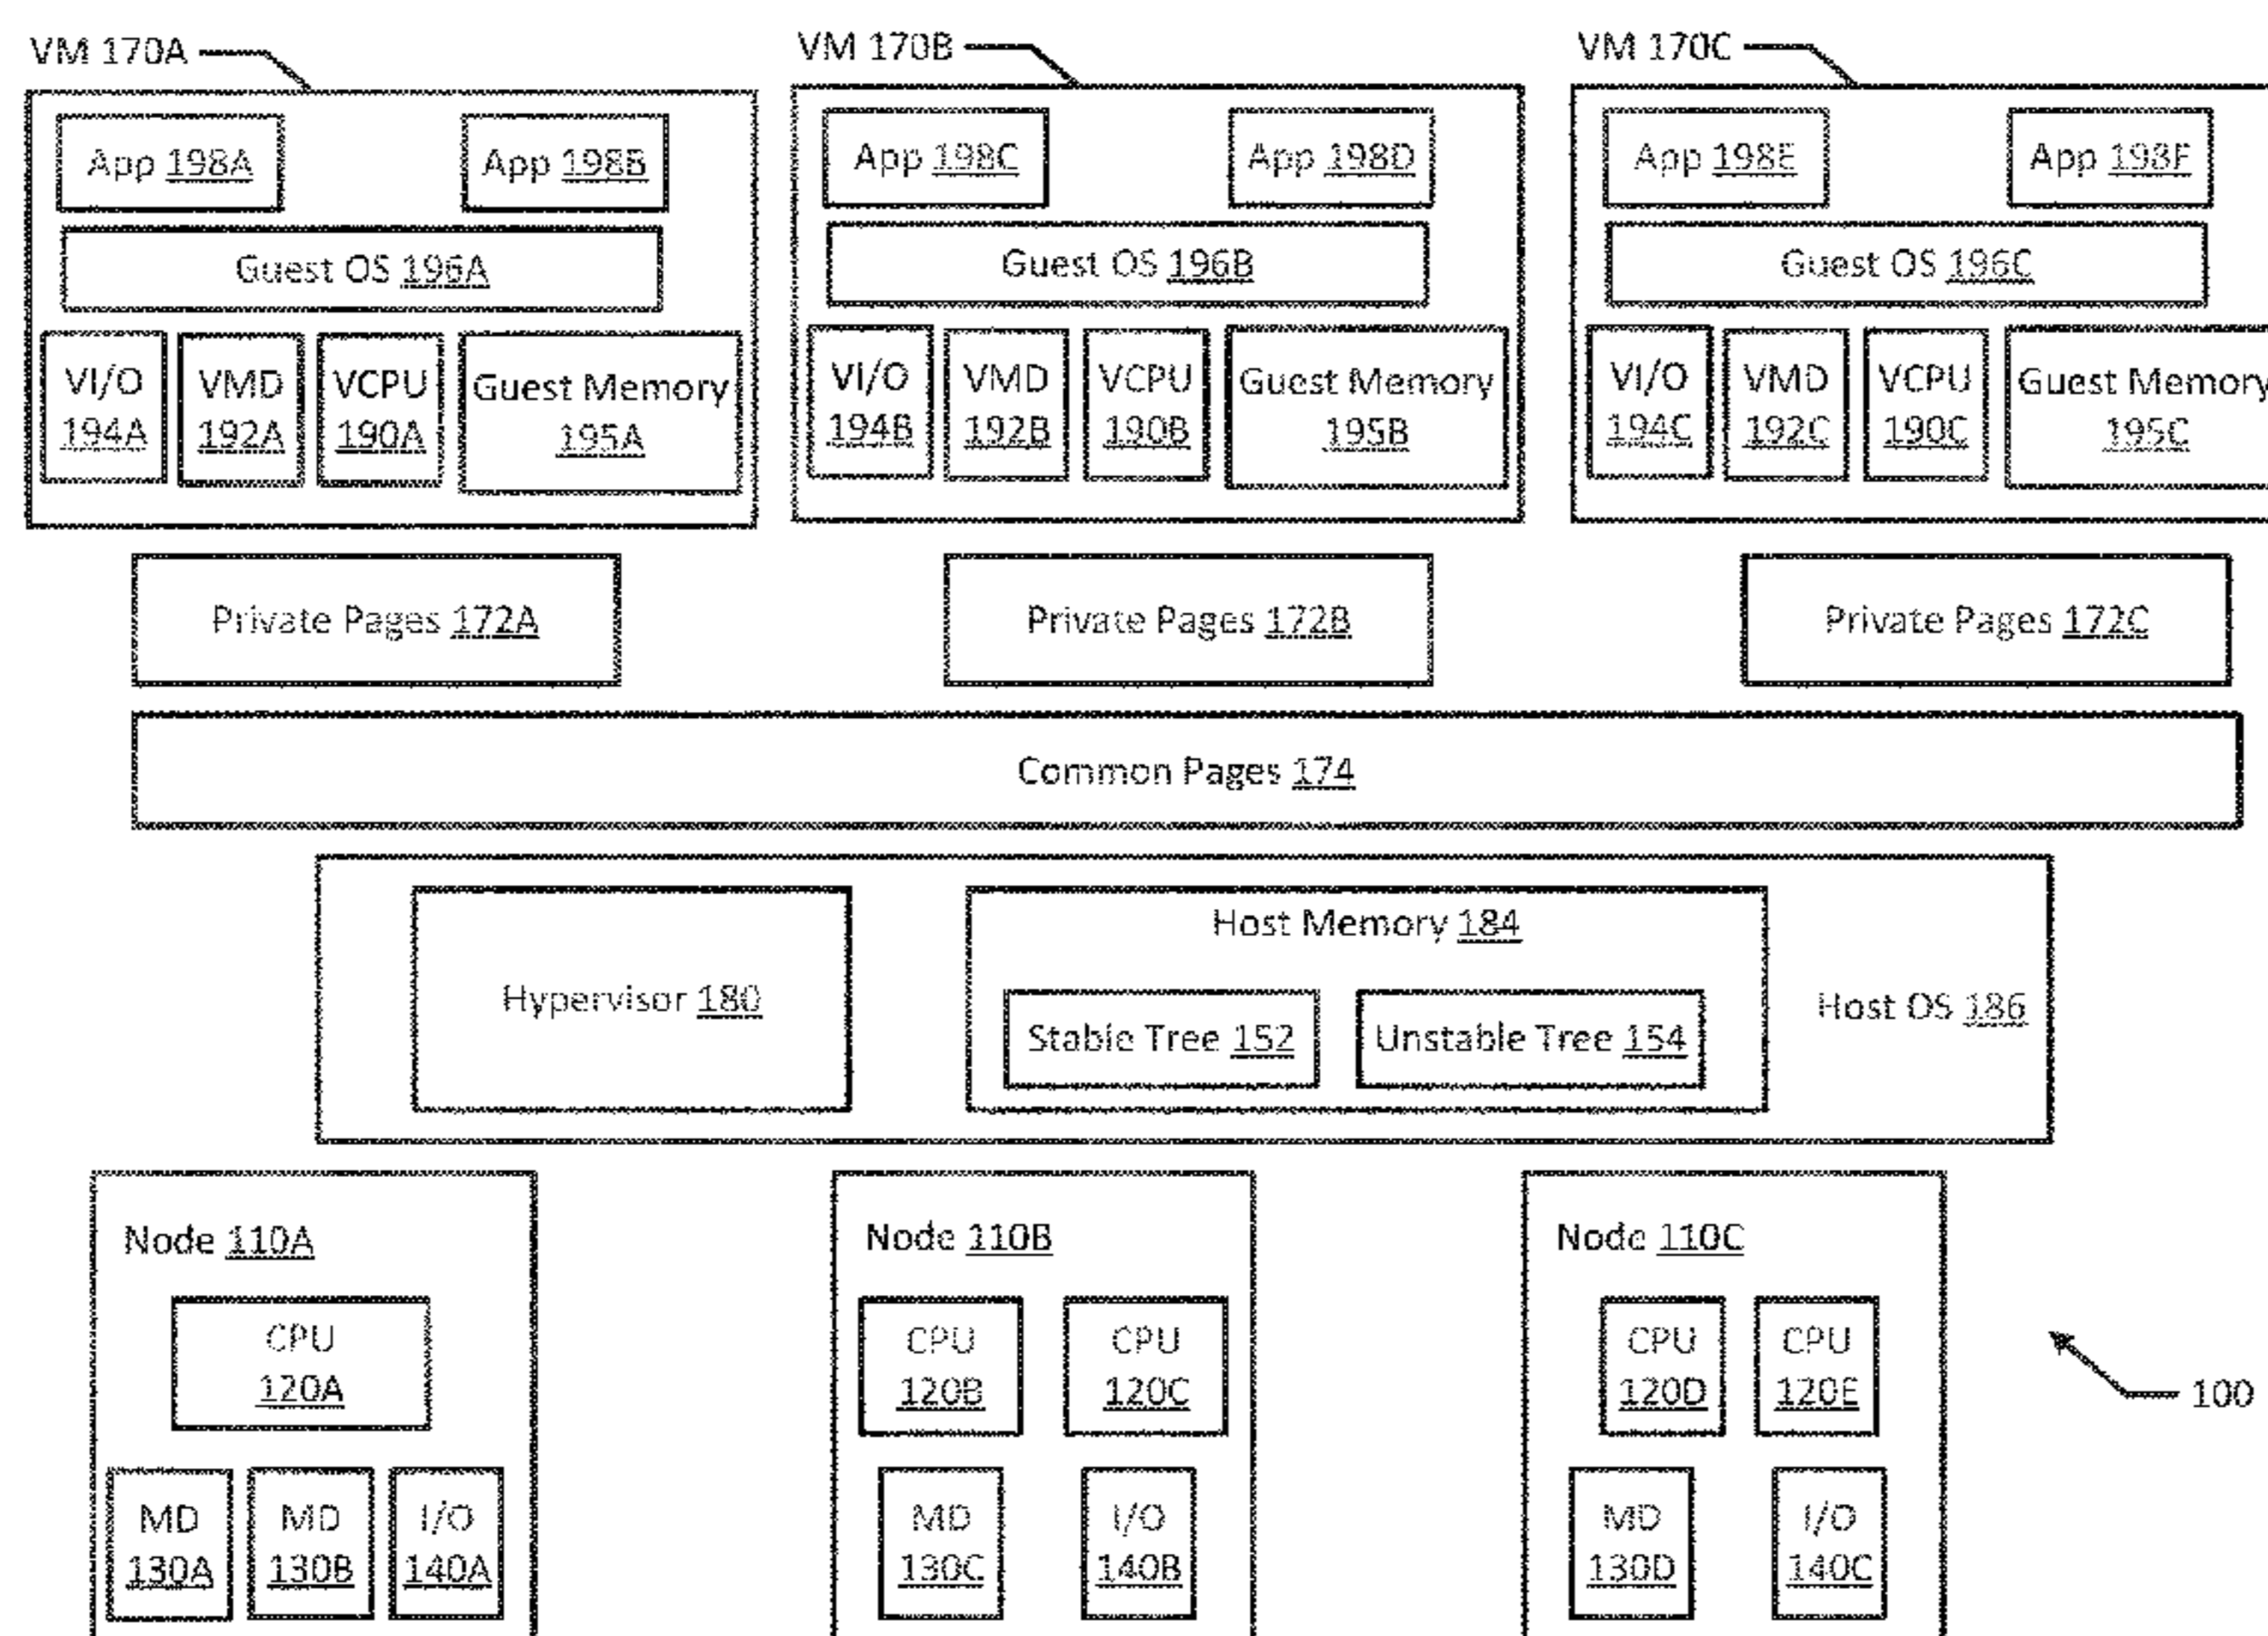 VM 170A
VM 170B
VM 170C
App 198A
App 198B
App 198C
App 198D
App 198E
App 198F
Guest OS 196A
Guest OS 196B
Guest OS 196C
VI/O
194A
VMD
192A
VCPU
190A
Guest Memory
195A
VI/O
194B
VMD
192B
VCPU
190B
Guest Memory
195B
VI/O
194C
VMD
192C
VCPU
190C
Guest Memory
195C
Private Pages 172A
Private Pages 172B
Private Pages 172C
Common Pages 174
Hypervisor 180
Host Memory 184
Stable Tree 152
Unstable Tree 154
Host OS 186
Node 110A
CPU
120A
MD
130A
MD
130B
I/O
140A
Node 110B
CPU
120B
CPU
120C
MD
130C
I/O
140B
Node 110C
CPU
120D
CPU
120E
MD
130D
I/O
140C
100